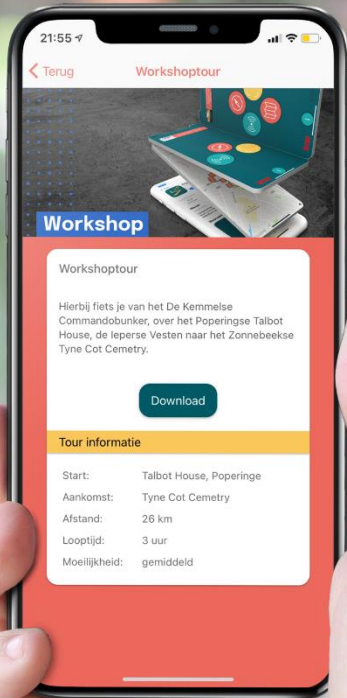 21:55
Terug
Workshoptour
Workshop
Workshoptour
Hierbij fiets je van het De Kemmelse
Commandobunker, over het Poperingse Talbot
House, de Ieperse Vesten naar het Zonnebeekse
Tyne Cot Cemetry.
Download
Tour informatie
Start: Talbot House, Poperinge
Aankomst: Tyne Cot Cemetry
Afstand: 26 km
Looptijd: 3 uur
Moeilijkheid: gemiddeld